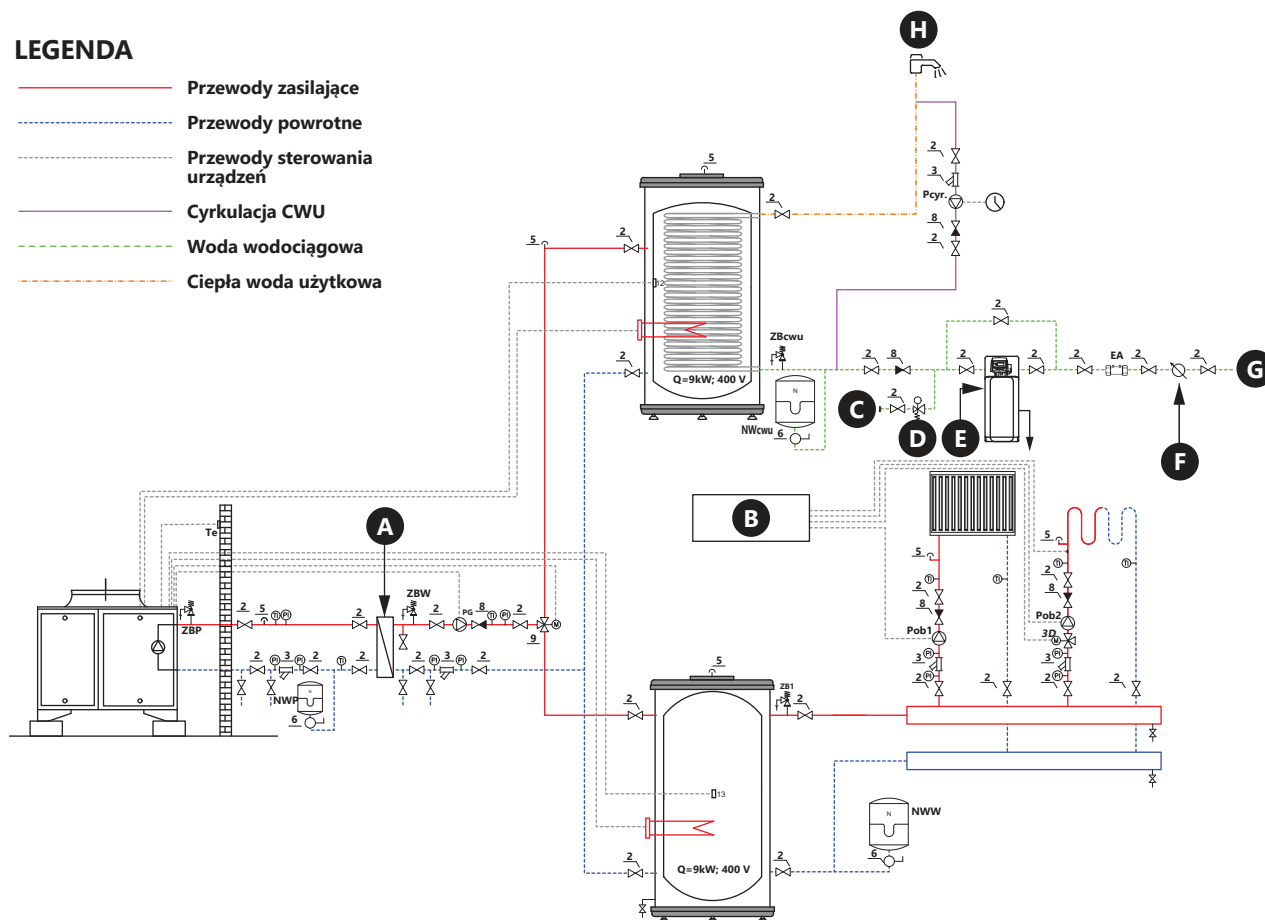 LEGENDA
Przewody zasilające
Przewody powrotne
Przewody sterowania
urządzeń
Cyrkulacja CWU
Woda wodociągowa
Ciepła woda użytkowa
H
5
2
2
3
Pcyr.
8
2
5
2
12
2
Q=9kW; 400 V
ZBcwu
N
NWcwu
6
2
8
2
2
2
2
EA
2
2
G
C
2
D
E
F
B
A
Te
ZBP
2
5
TI
PI
2
ZBW
2
PG
8
TI
PI
2
9
M
2
PI
3
PI
2
TI
2
2
PI
3
PI
2
NWP
N
6
5
TI
2
8
Pob1
PI
3
PI
2
TI
2
5
TI
2
8
Pob2
3D
M
PI
3
PI
2
TI
2
5
2
ZB1
2
13
Q=9kW; 400 V
2
2
N
NWW
6